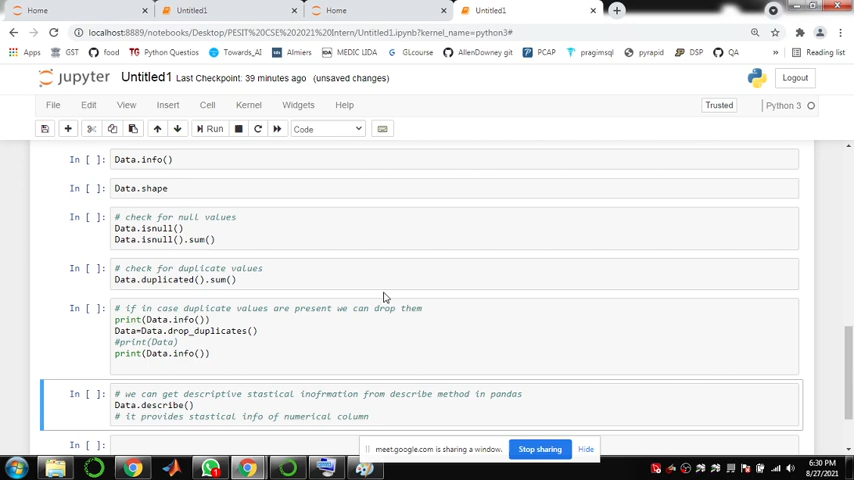 Home
Untitled1
Home
Untitled1
localhost:8889/notebooks/Desktop/PESIT%20CSE%202021%20Intern/Untitled1.ipynb?kernel_name=python3#
Apps GST foo TAG Python Questions Towards_AI Almiers MEDIC LIDA GLcourse AllenDowney git PCAP pragimsql pyrapid DSP QA » Reading list
jupyter Untitled1 Last Checkpoint: 39 minutes ago (unsaved changes) Logout
File Edit View Insert Cell Kernel Widgets Help Trusted Python 3
Run Code
In [ ]: Data.info()
In [ ]: Data.shape
In [ ]: # check for null values
Data.isnull()
Data.isnull().sum()
In [ ]: # check for duplicate values
Data.duplicated().sum()
In [ ]: # if in case duplicate values are present we can drop them
print(Data.info())
Data=Data.drop_duplicates()
#print(Data)
print(Data.info())
In [ ]: # we can get descriptive stastical inofrmation from describe method in pandas
Data.describe()
# it provides stastical info of numerical column
In [ ]:
meet.google.com is sharing a window. Stop sharing Hide
6:30 PM
8/27/2021